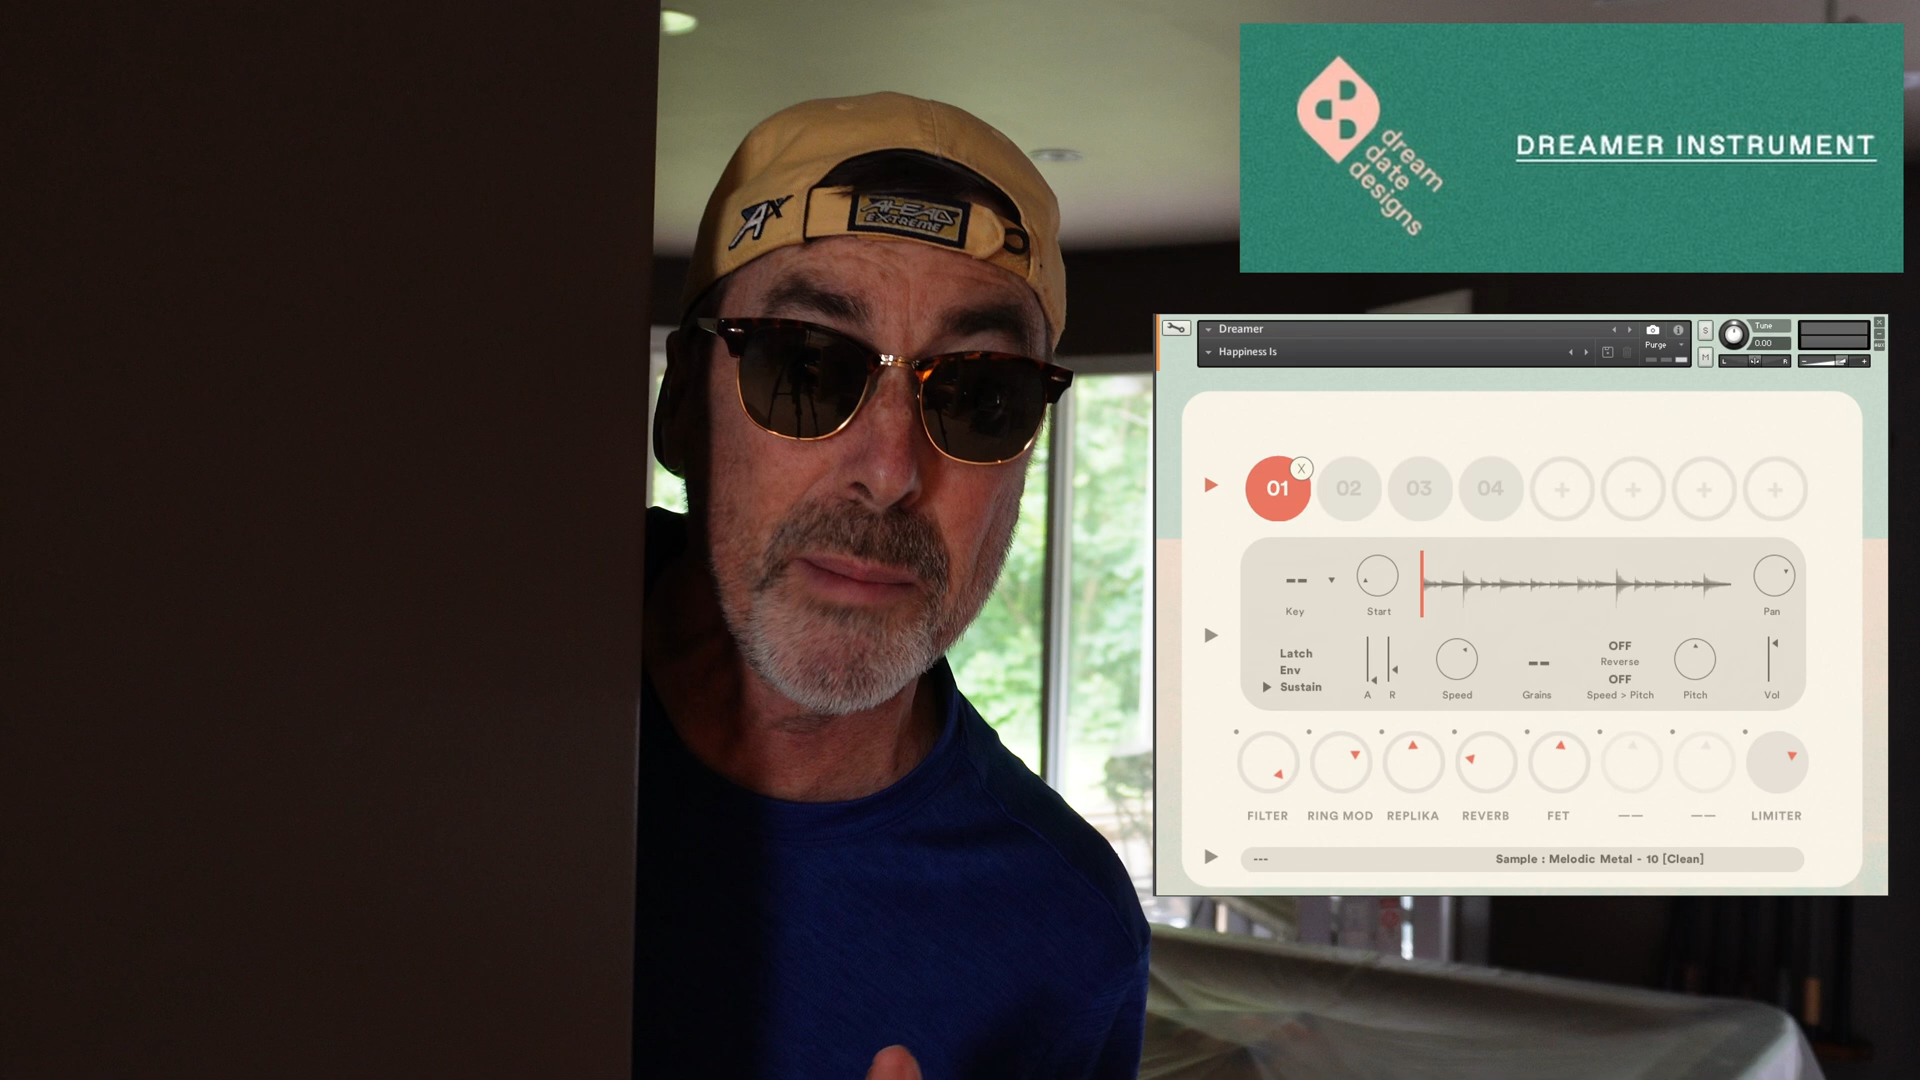 AX
AHEAD
EXTREME
dream
date
designs
DREAMER INSTRUMENT
Dreamer
Happiness Is
Purge
S
M
Tune
0.00
L
R
AUX
X
01
02
03
04
+
+
+
+
--
Key
Start
Pan
Latch
Env
Sustain
A
R
Speed
--
Grains
OFF
Reverse
OFF
Speed > Pitch
Pitch
Vol
FILTER
RING MOD
REPLIKA
REVERB
FET
——
——
LIMITER
---
Sample : Melodic Metal - 10 [Clean]